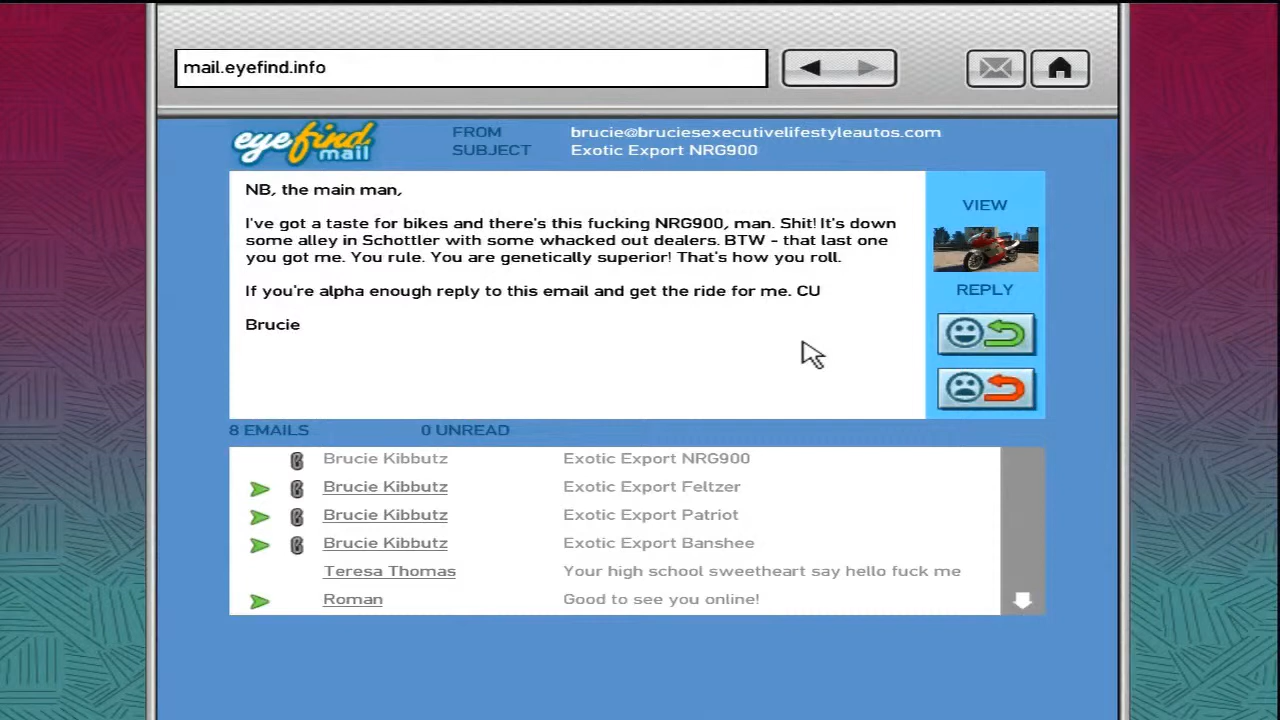 mail.eyefind.info
eyefind mail
FROM brucie@bruciesexecutivelifestyleautos.com
SUBJECT Exotic Export NRG900
NB, the main man,
I've got a taste for bikes and there's this fucking NRG900, man. Shit! It's down
some alley in Schottler with some whacked out dealers. BTW - that last one
you got me. You rule. You are genetically superior! That's how you roll.
If you're alpha enough reply to this email and get the ride for me. CU
Brucie
VIEW
REPLY
8 EMAILS 0 UNREAD
Brucie Kibbutz Exotic Export NRG900
Brucie Kibbutz Exotic Export Feltzer
Brucie Kibbutz Exotic Export Patriot
Brucie Kibbutz Exotic Export Banshee
Teresa Thomas Your high school sweetheart say hello fuck me
Roman Good to see you online!